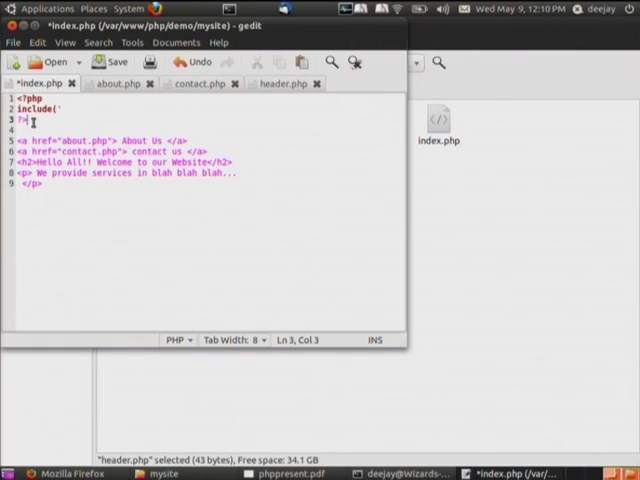 Applications Places System Wed May 9, 12:10 PM deejay
*index.php (/var/www/php/demo/mysite) - gedit
File Edit View Search Tools Documents Help
Open Save Undo
*index.php about.php contact.php header.php
1 <?php
2 include('
3 ?>
4
5 <a href="about.php"> About Us </a>
6 <a href="contact.php"> contact us </a>
7 <h2>Hello All!! Welcome to our Website</h2>
8 <p> We provide services in blah blah blah...
9 </p>
index.php
PHP Tab Width: 8 Ln 3, Col 3 INS
"header.php" selected (43 bytes), Free space: 34.1 GB
Mozilla Firefox mysite phppresent.pdf deejay@Wizards-... *index.php (/var/...